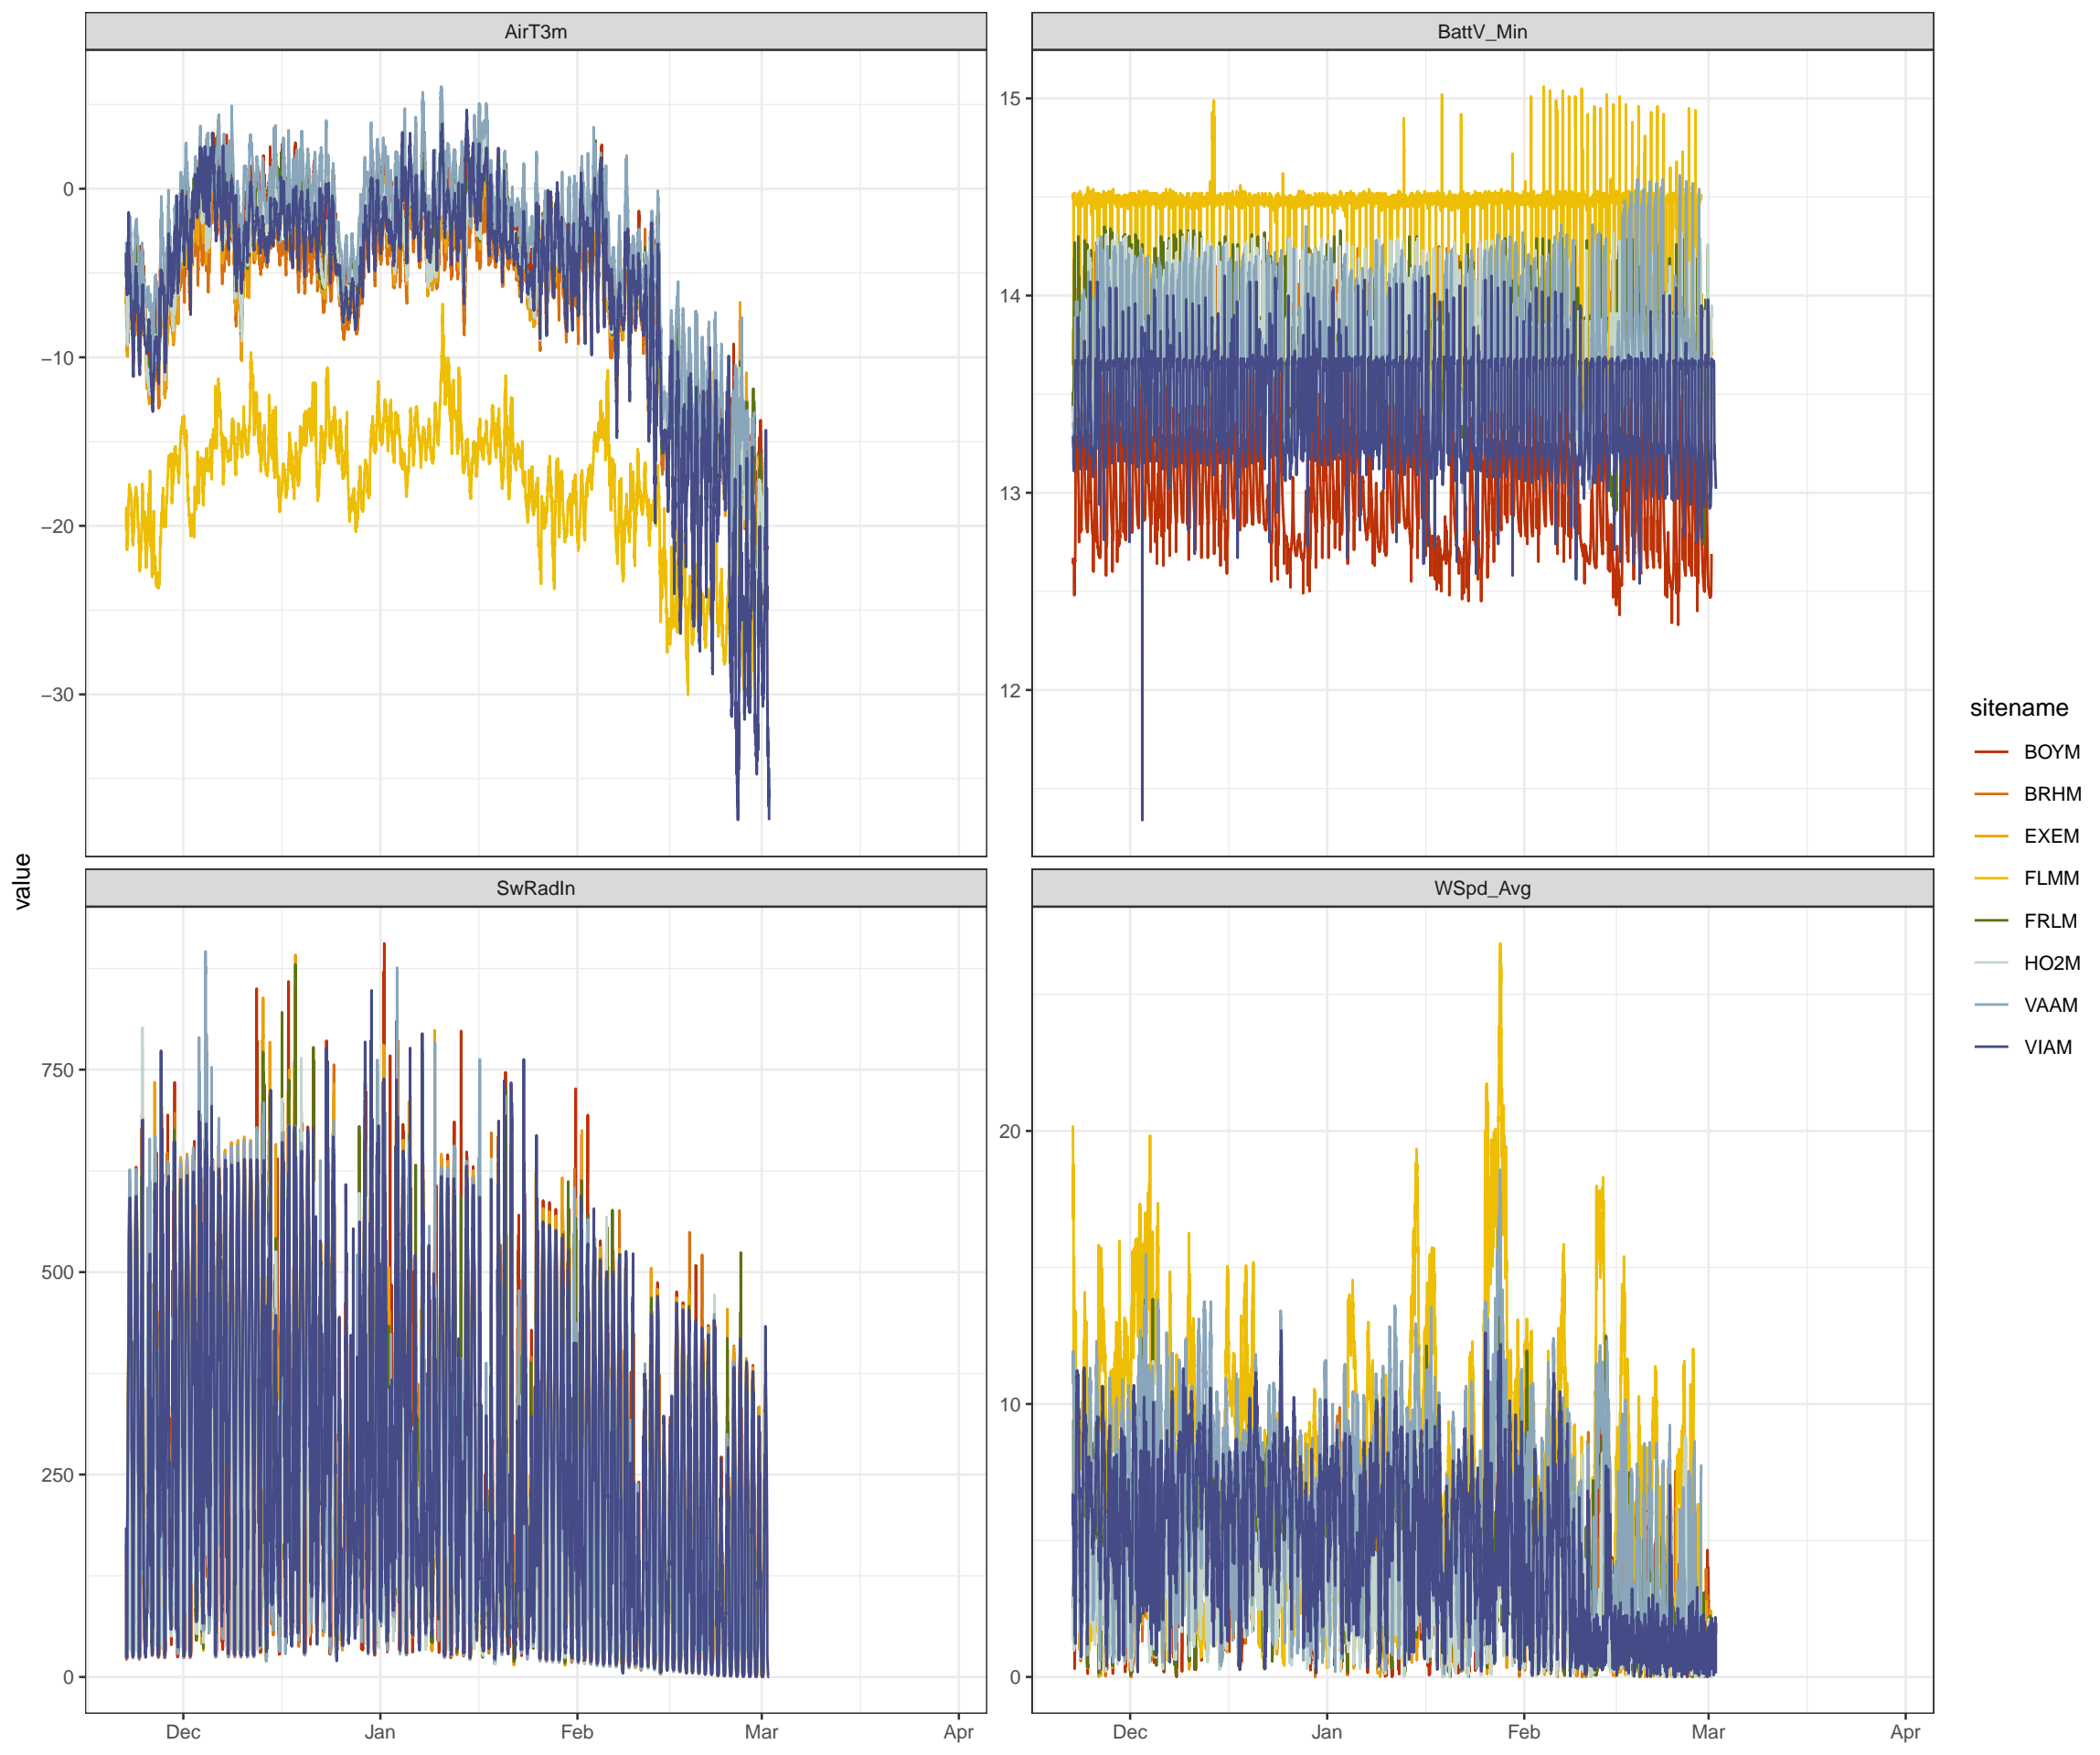 AirT3m
BattV_Min
0
−10
−20
−30
15
14
13
12
value
SwRadIn
WSpd_Avg
750
500
250
0
20
10
0
Dec Jan Feb Mar Apr
Dec Jan Feb Mar Apr
sitename
BOYM
BRHM
EXEM
FLMM
FRLM
HO2M
VAAM
VIAM